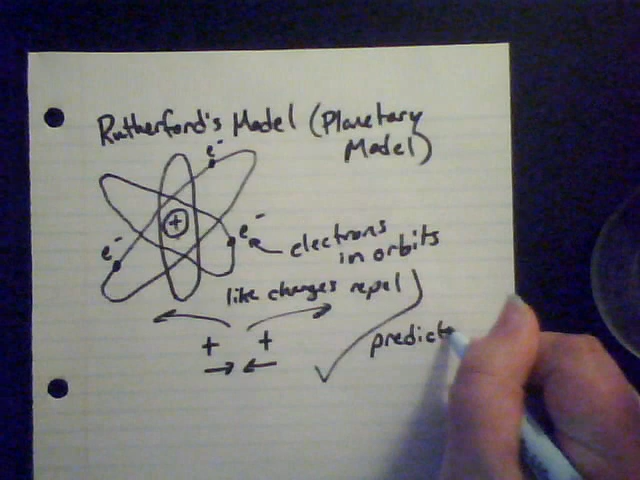 Rutherford's Model (Planetary
Model)
e⁻
+
e⁻
e⁻
electrons
in orbits
like charges repel
+ +
predict